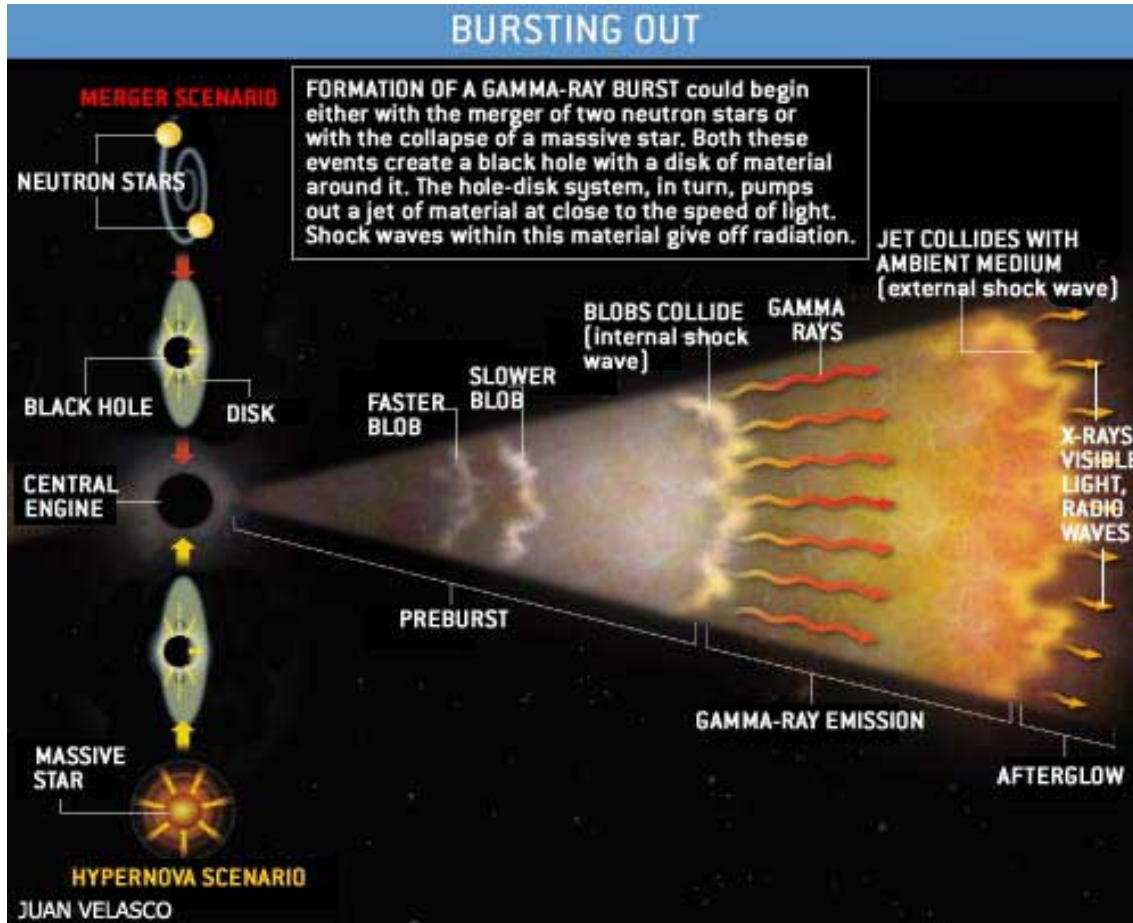 BURSTING OUT
MERGER SCENARIO
FORMATION OF A GAMMA-RAY BURST could begin
either with the merger of two neutron stars or
with the collapse of a massive star. Both these
events create a black hole with a disk of material
around it. The hole-disk system, in turn, pumps
out a jet of material at close to the speed of light.
Shock waves within this material give off radiation.
NEUTRON STARS
BLACK HOLE
DISK
CENTRAL
ENGINE
FASTER
BLOB
SLOWER
BLOB
BLOBS COLLIDE
(internal shock
wave)
GAMMA
RAYS
JET COLLIDES WITH
AMBIENT MEDIUM
(external shock wave)
X-RAYS,
VISIBLE
LIGHT,
RADIO
WAVES
PREBURST
GAMMA-RAY EMISSION
AFTERGLOW
MASSIVE
STAR
HYPERNOVA SCENARIO
JUAN VELASCO